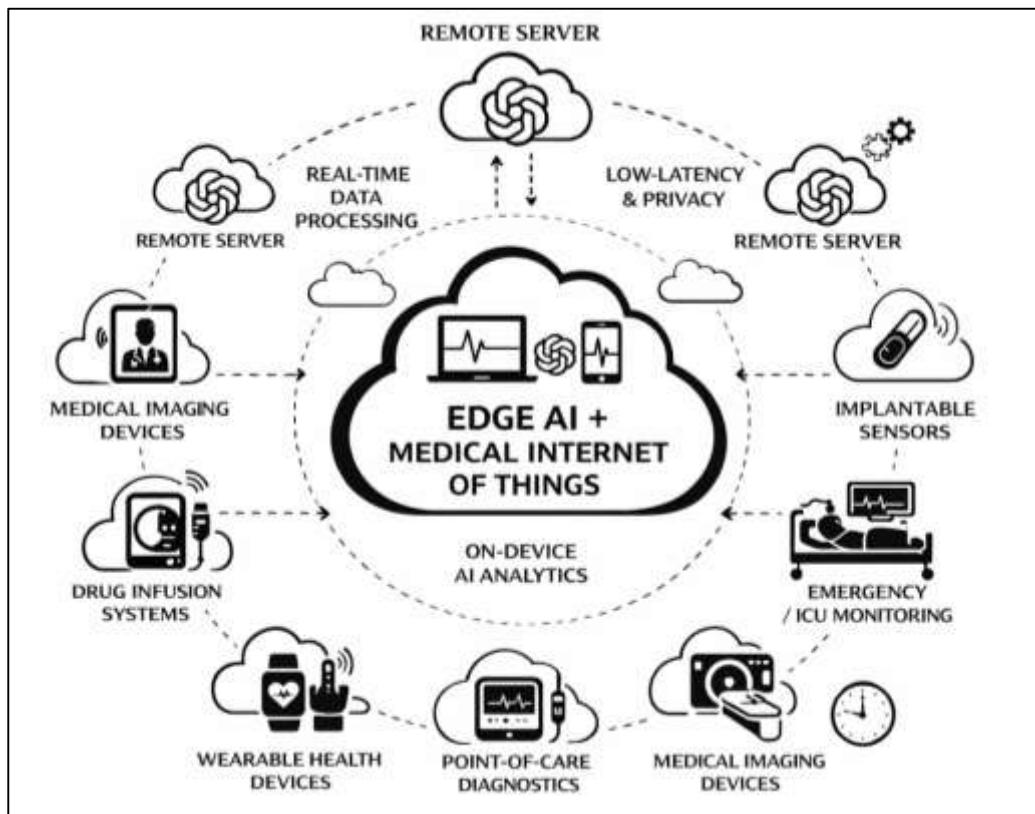 REMOTE SERVER
REAL-TIME
DATA
PROCESSING
LOW-LATENCY
& PRIVACY
REMOTE SERVER
REMOTE SERVER
MEDICAL IMAGING
DEVICES
EDGE AI +
MEDICAL INTERNET
OF THINGS
IMPLANTABLE
SENSORS
DRUG INFUSION
SYSTEMS
ON-DEVICE
AI ANALYTICS
EMERGENCY
/ ICU MONITORING
WEARABLE HEALTH
DEVICES
POINT-OF-CARE
DIAGNOSTICS
MEDICAL IMAGING
DEVICES